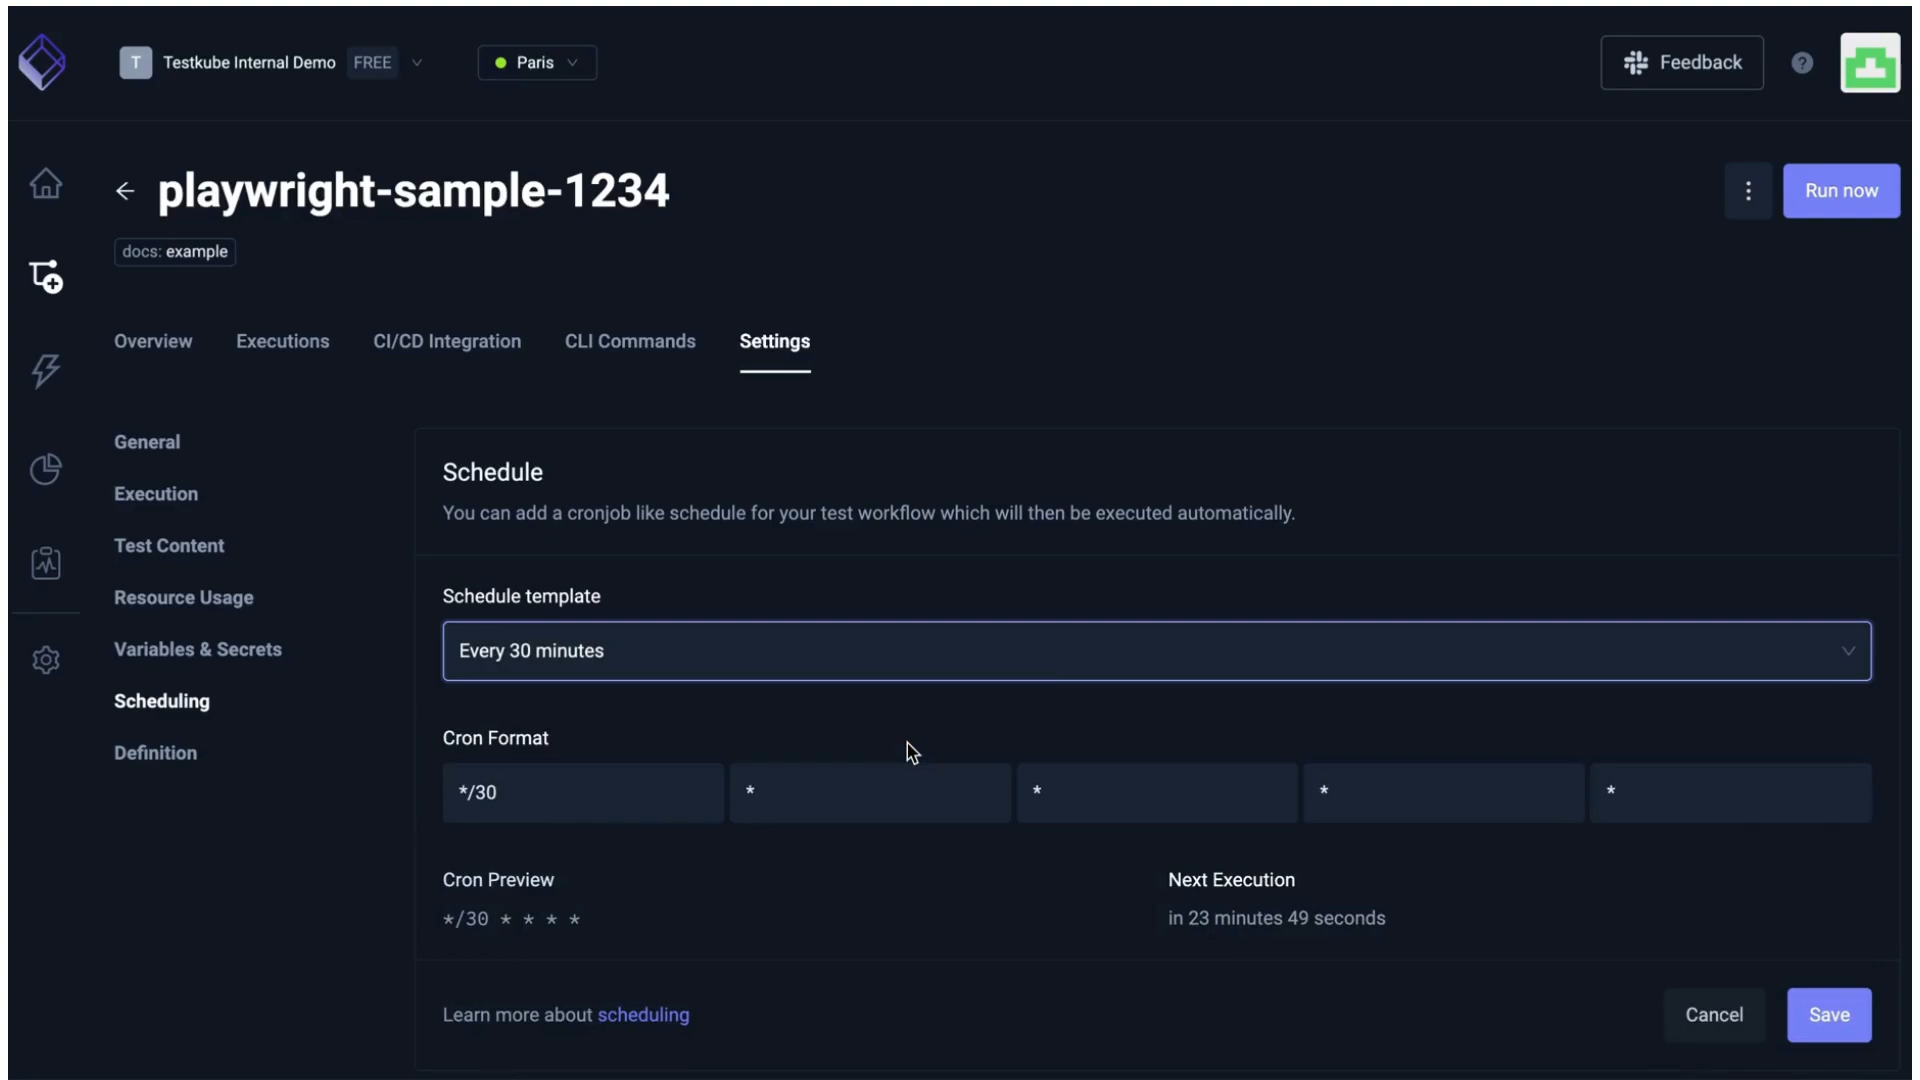 T Testkube Internal Demo FREE Paris Feedback
playwright-sample-1234 Run now
docs: example
Overview Executions CI/CD Integration CLI Commands Settings
General
Execution
Test Content
Resource Usage
Variables & Secrets
Scheduling
Definition
Schedule
You can add a cronjob like schedule for your test workflow which will then be executed automatically.
Schedule template
Every 30 minutes
Cron Format
*/30 * * * *
Cron Preview
*/30 * * * *
Next Execution
in 23 minutes 49 seconds
Learn more about scheduling
Cancel Save